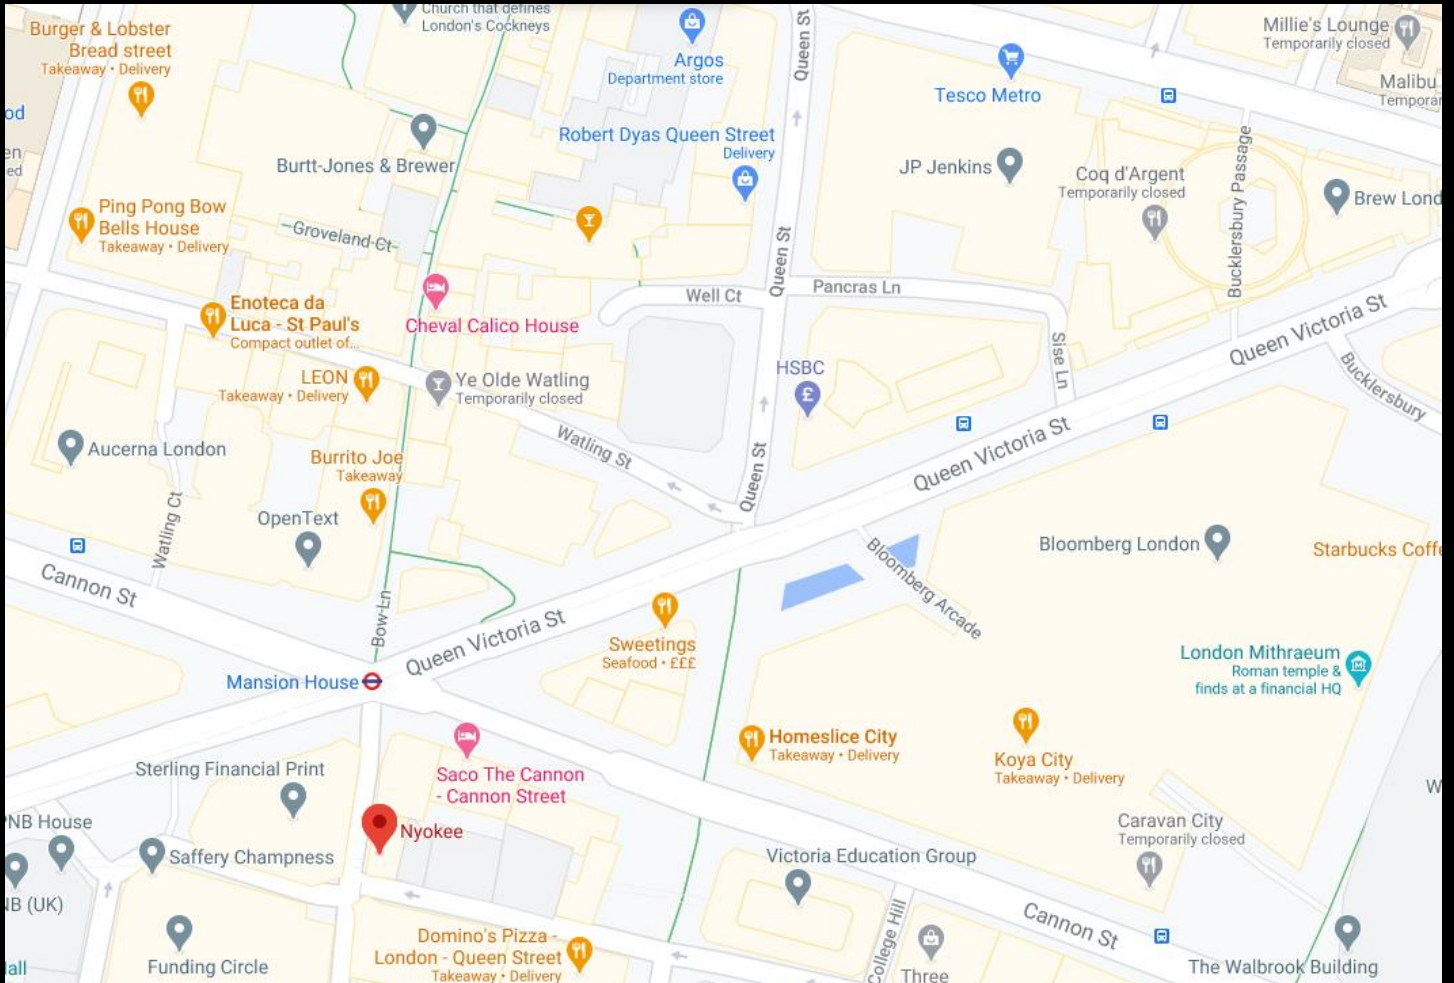 Church that defines
London's Cockneys
Burger & Lobster
Bread street
Takeaway • Delivery
Argos
Department store
Queen St
Millie's Lounge
Temporarily closed
Malibu
Tesco Metro
od
Robert Dyas Queen Street
Delivery
Burtt-Jones & Brewer
en
ed
JP Jenkins
Coq d'Argent
Temporarily closed
Bucklersbury Passage
Brew Lond
Ping Pong Bow
Bells House
Takeaway • Delivery
Groveland Ct
Queen St
Well Ct
Pancras Ln
Enoteca da
Luca - St Paul's
Compact outlet of...
Cheval Calico House
Queen Victoria St
Sise Ln
HSBC
LEON
Takeaway • Delivery
Ye Olde Watling
Temporarily closed
Bucklersbury
Aucerna London
Watling St
Queen Victoria St
Burrito Joe
Takeaway
Queen St
OpenText
Watling Ct
Bloomberg London
Starbucks Coffe
Cannon St
Bloomberg Arcade
Bow Ln
Queen Victoria St
Sweetings
Seafood • £££
London Mithraeum
Roman temple &
finds at a financial HQ
Mansion House
Homeslice City
Takeaway • Delivery
Koya City
Takeaway • Delivery
Sterling Financial Print
Saco The Cannon
- Cannon Street
W
NB House
Nyokee
Caravan City
Temporarily closed
Saffery Champness
Victoria Education Group
NB (UK)
Cannon St
College Hill
Domino's Pizza -
London - Queen Street
Takeaway • Delivery
Funding Circle
Three
The Walbrook Building
all